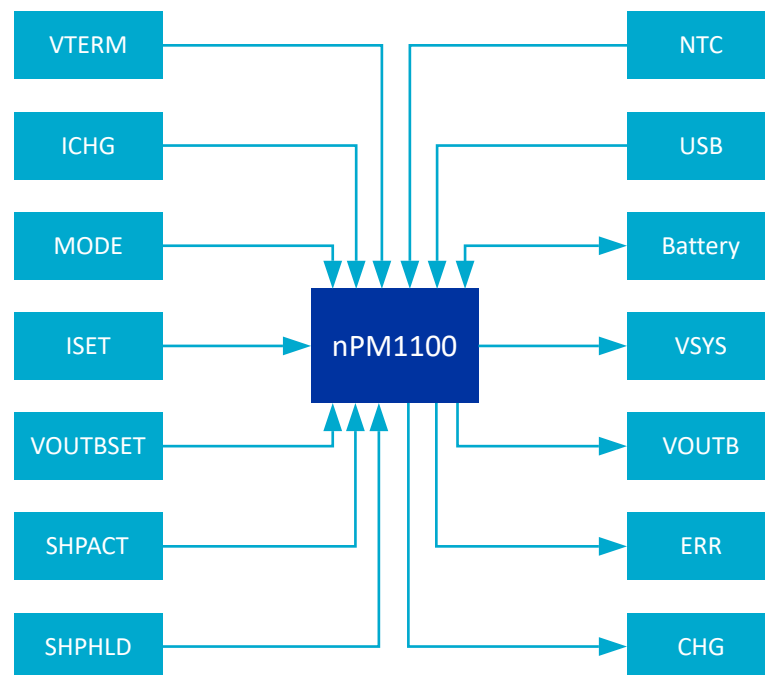 VTERM
NTC
ICHG
USB
MODE
Battery
ISET
nPM1100
VSYS
VOUTBSET
VOUTB
SHPACT
ERR
SHPHLD
CHG